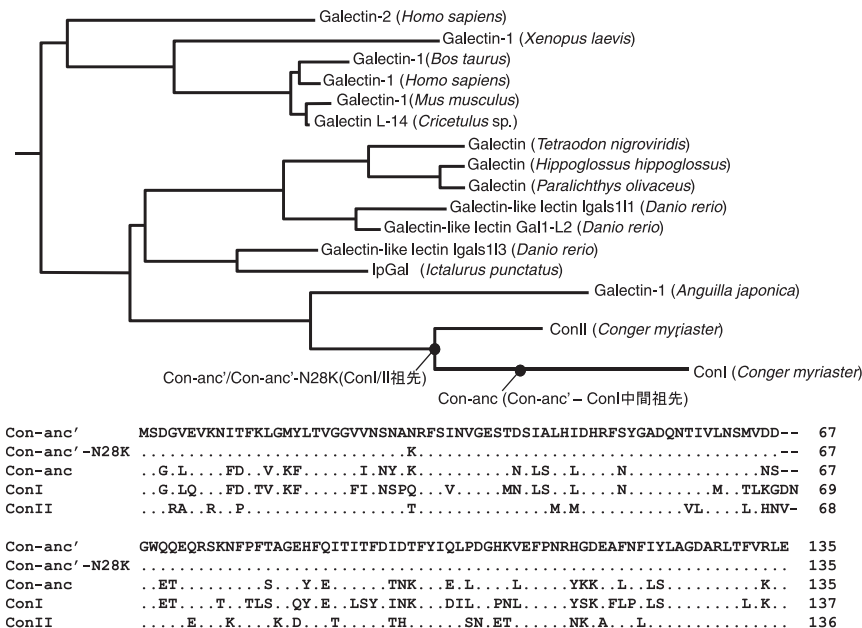 Galectin-2 (Homo sapiens)
Galectin-1 (Xenopus laevis)
Galectin-1(Bos taurus)
Galectin-1 (Homo sapiens)
Galectin-1(Mus musculus)
Galectin L-14 (Cricetulus sp.)
Galectin (Tetraodon nigroviridis)
Galectin (Hippoglossus hippoglossus)
Galectin (Paralichthys olivaceus)
Galectin-like lectin lgals1l1 (Danio rerio)
Galectin-like lectin Gal1-L2 (Danio rerio)
Galectin-like lectin lgals1l3 (Danio rerio)
IpGal (Ictalurus punctatus)
Galectin-1 (Anguilla japonica)
ConII (Conger myriaster)
Con-anc'/Con-anc'-N28K(ConI/II祖先)
ConI (Conger myriaster)
Con-anc (Con-anc' – ConI中間祖先)
Con-anc' MSDGVEVKNITFKLGMYLTVGGVVNSNANRFSINVGESTDSIALHIDHRFSYGADQNTIVLNSMVDD-- 67
Con-anc'-N28K ...........................K.......................................-- 67
Con-anc ..G.L....FD..V.KF.....I.NY.K.........N.LS..L....N.............NS-- 67
ConI ..G.LQ...FD.TV.KF....FI.NSPQ...V....MN.LS..L....N........M..TLKGDN 69
ConII ..RA..R..P................T.............M.M........VL....L.HNV- 68
Con-anc' GWQQEQRSKNFPFTAGEHFQITITFDIDTFYIQLPDGHKVEFPNRHGDEAFNFIYLAGDARLTFVRLE 135
Con-anc'-N28K .................................................................... 135
Con-anc ..ET.........S...Y.E.......TNK...E.L....L.....YKK...L..LS.......K.. 135
ConI ..ET....T..TLS..QY.E...LSY.INK...DIL..PNL.....YSK.FLP.LS......L.K.. 137
ConII ....E...K.....K.D...T.....TH......SN.ET.....NK.A...L............... 136